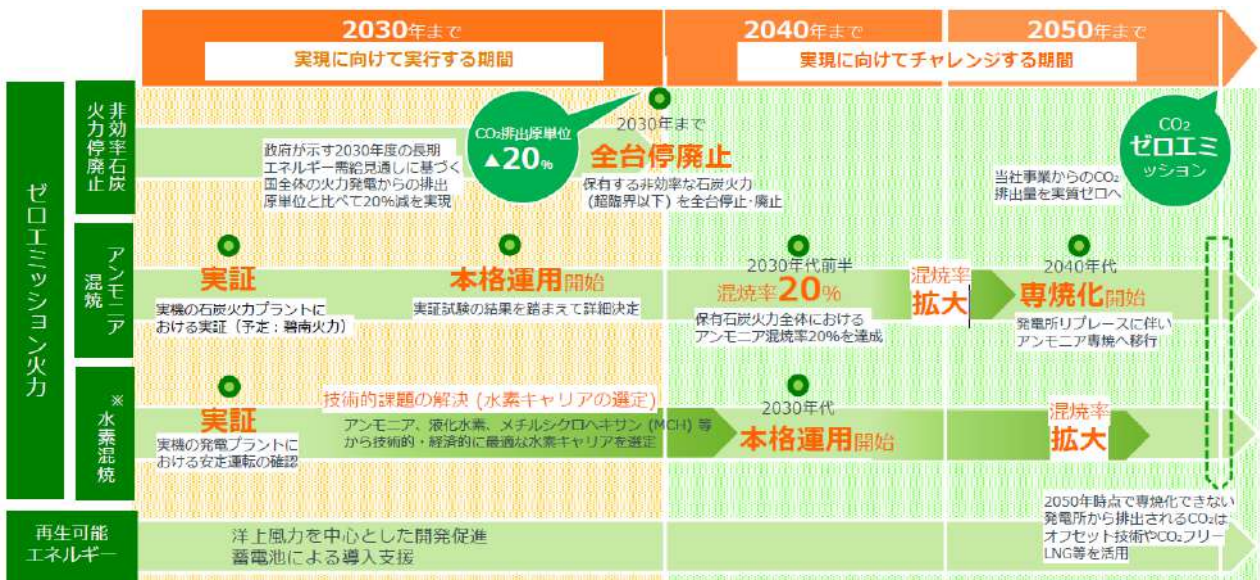 2030年まで
実現に向けて実行する期間
2040年まで
2050年まで
実現に向けてチャレンジする期間
ゼロエミッション火力
非効率石炭
火力停廃止
政府が示す2030年度の長期
エネルギー需給見通しに基づく
国全体の火力発電からの排出
原単位と比べて20%減を実現
CO₂排出原単位
▲20%
2030年まで
全台停廃止
保有する非効率な石炭火力
(超臨界以下)を全台停止・廃止
CO₂
ゼロエミ
ッション
当社事業からのCO₂
排出量を実質ゼロへ
アンモニア
混焼
実証
実機の石炭火力プラントに
おける実証(予定:碧南火力)
本格運用開始
実証試験の結果を踏まえて詳細決定
2030年代前半
混焼率20%
保有石炭火力全体における
アンモニア混焼率20%を達成
混焼率
拡大
2040年代
専焼化開始
発電所リプレースに伴い
アンモニア専焼へ移行
※
水素混焼
実証
実機の発電プラントに
おける安定運転の確認
技術的課題の解決 (水素キャリアの選定)
アンモニア、液化水素、メチルシクロヘキサン (MCH) 等
から技術的・経済的に最適な水素キャリアを選定
2030年代
本格運用開始
混焼率
拡大
2050年時点で専焼化できない
発電所から排出されるCO₂は
オフセット技術やCO₂フリー
LNG等を活用
再生可能
エネルギー
洋上風力を中心とした開発促進
蓄電池による導入支援